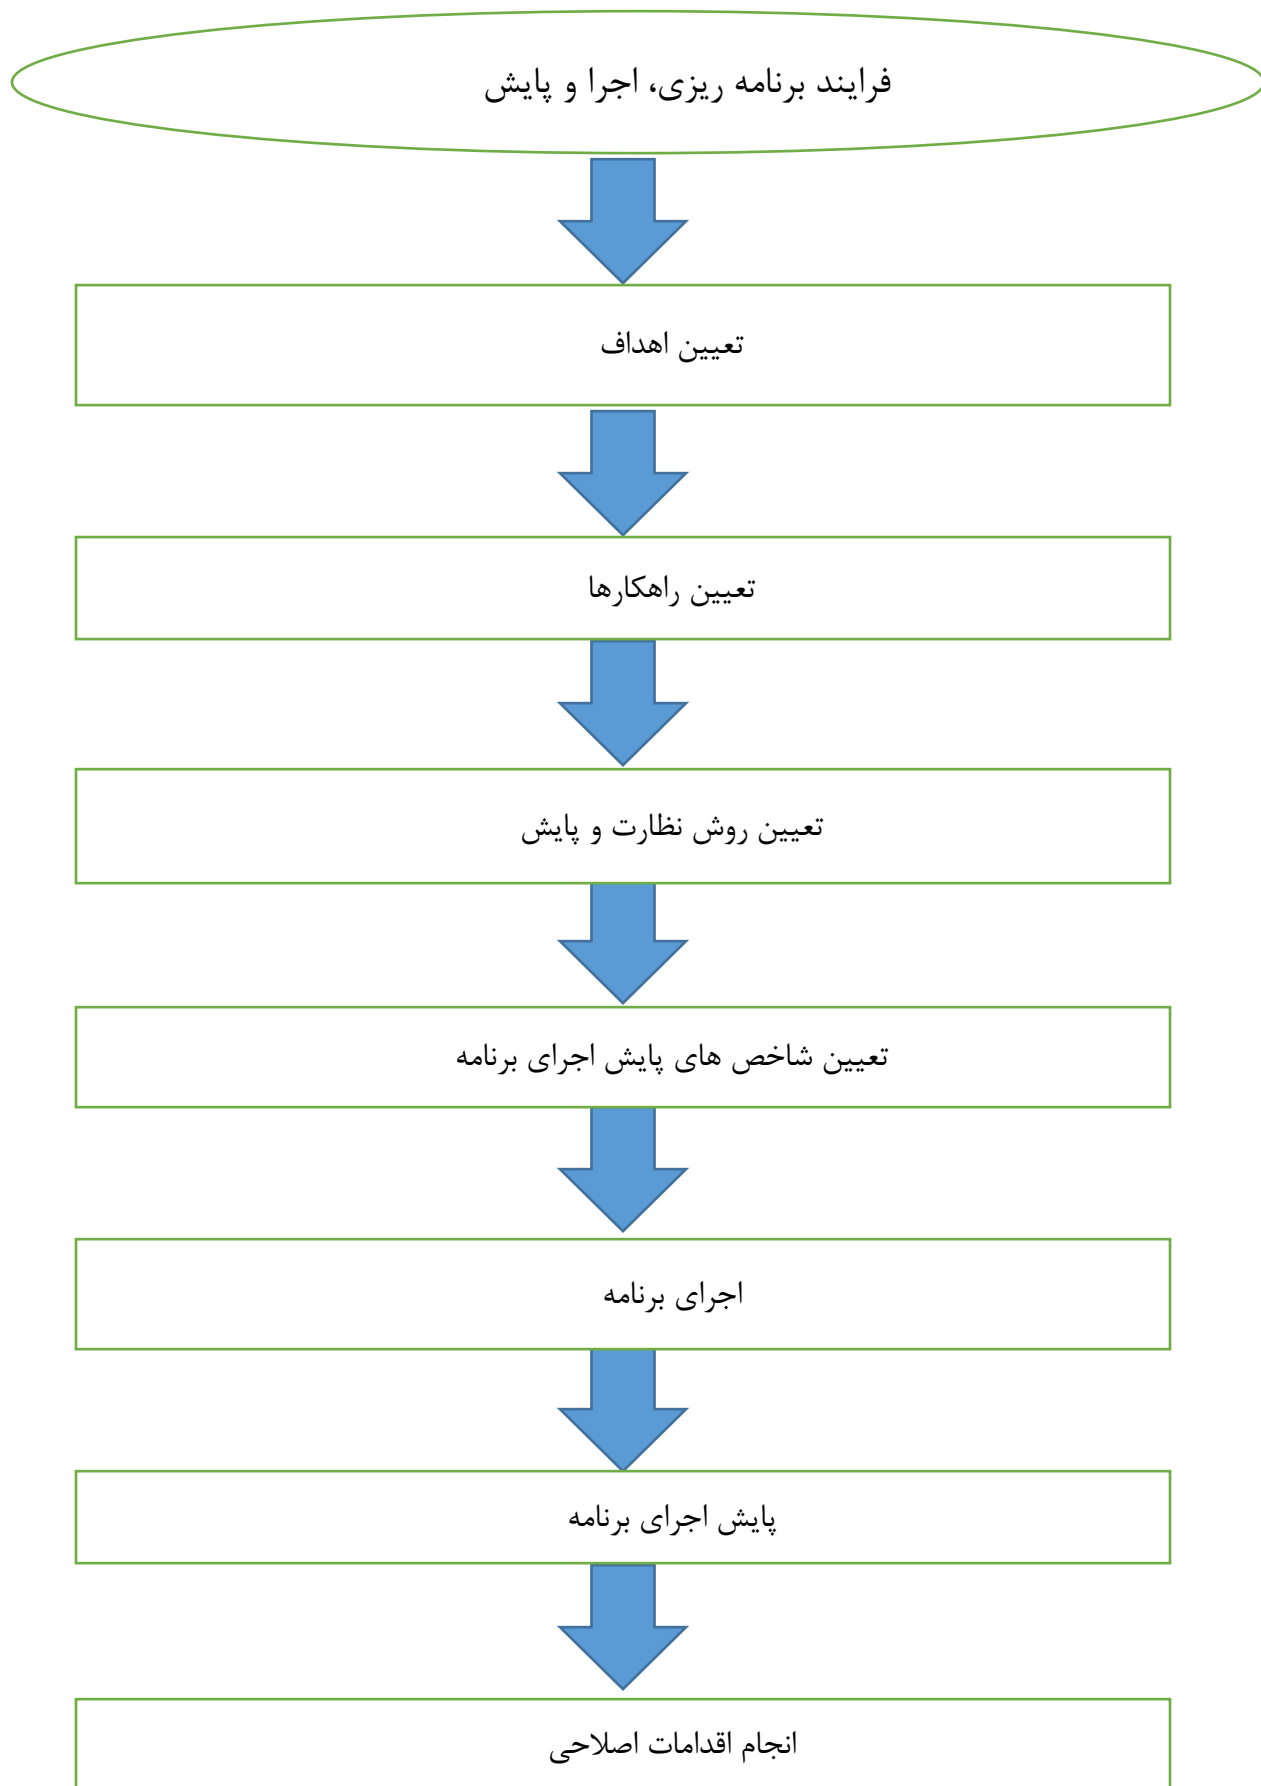 فرایند برنامه ریزی، اجرا و پایش
تعیین اهداف
تعیین راهکارها
تعیین روش نظارت و پایش
تعیین شاخص های پایش اجرای برنامه
اجرای برنامه
پایش اجرای برنامه
انجام اقدامات اصلاحی